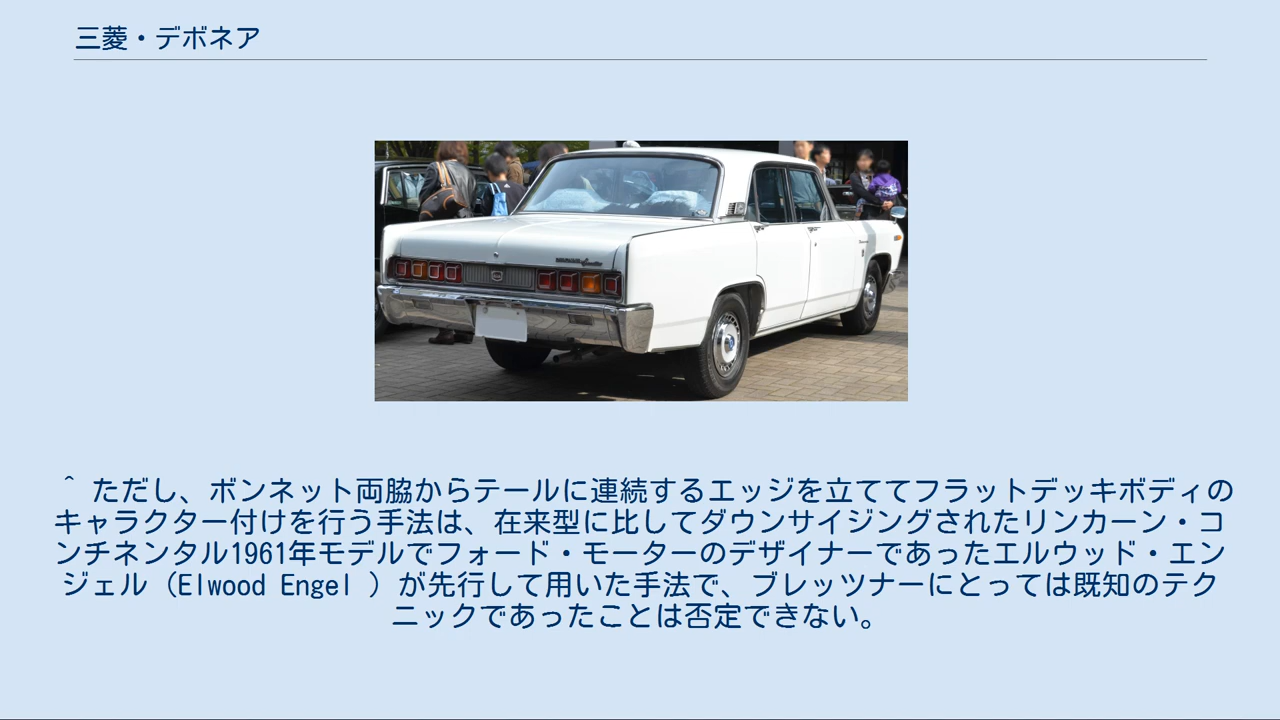 三菱・デボネア
^ ただし、ボンネット両脇からテールに連続するエッジを立ててフラットデッキボディの
キャラクター付けを行う手法は、在来型に比してダウンサイジングされたリンカーン・コ
ンチネンタル1961年モデルでフォード・モーターのデザイナーであったエルウッド・エン
ジェル（Elwood Engel ）が先行して用いた手法で、ブレッツナーにとっては既知のテク
ニックであったことは否定できない。